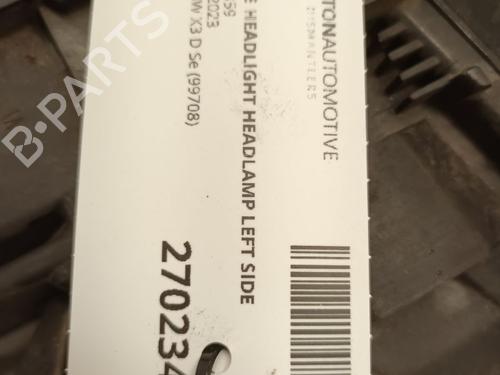 TONAUTOMOTIVE
DISMANTLERS
E HEADLIGHT HEADLAMP LEFT SIDE
59
2023
W X3 D Se (99708)
270234
B-PARTS